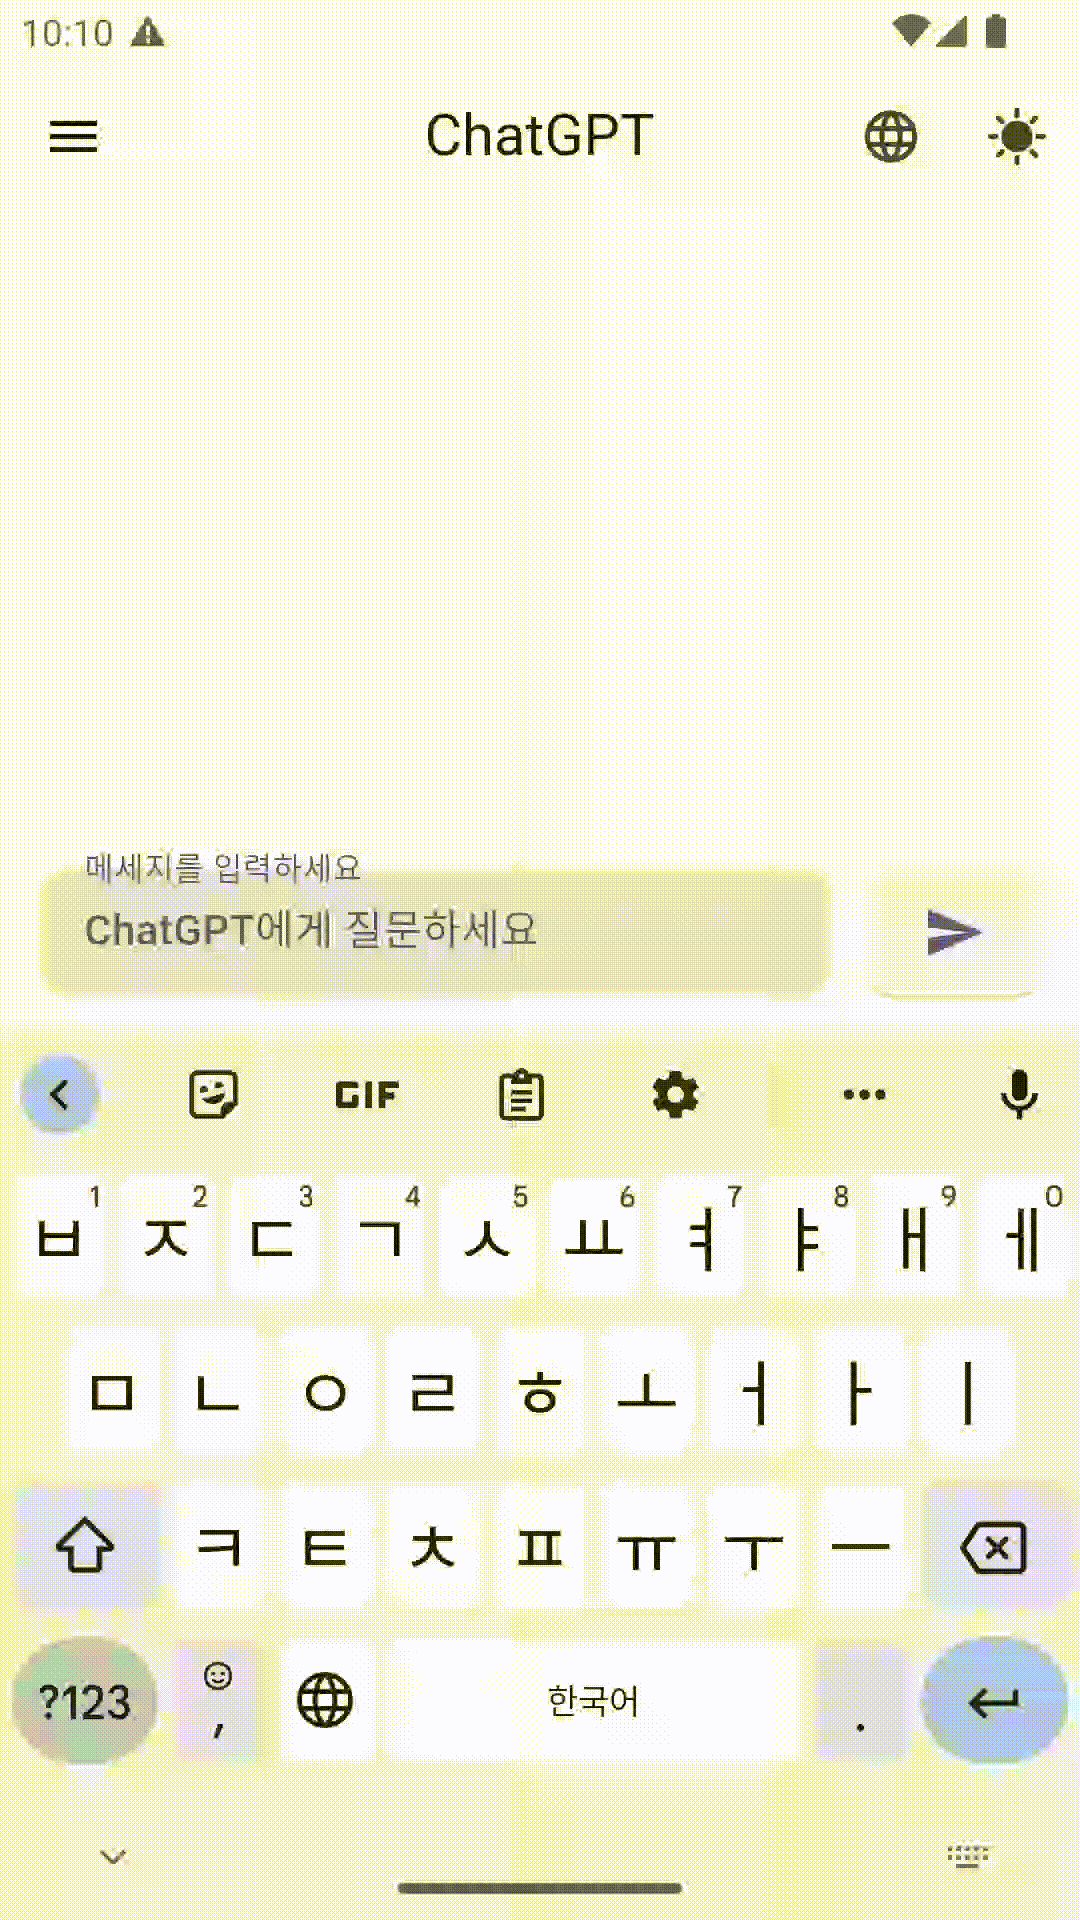 10:10
ChatGPT
메세지를 입력하세요
ChatGPT에게 질문하세요
GIF
1 2 3 4 5 6 7 8 9 0
ㅂ ㅈ ㄷ ㄱ ㅅ ㅛ ㅕ ㅑ ㅐ ㅔ
ㅁ ㄴ ㅇ ㄹ ㅎ ㅗ ㅓ ㅏ ㅣ
ㅋ ㅌ ㅊ ㅍ ㅠ ㅜ ㅡ
?123 , 한국어 .